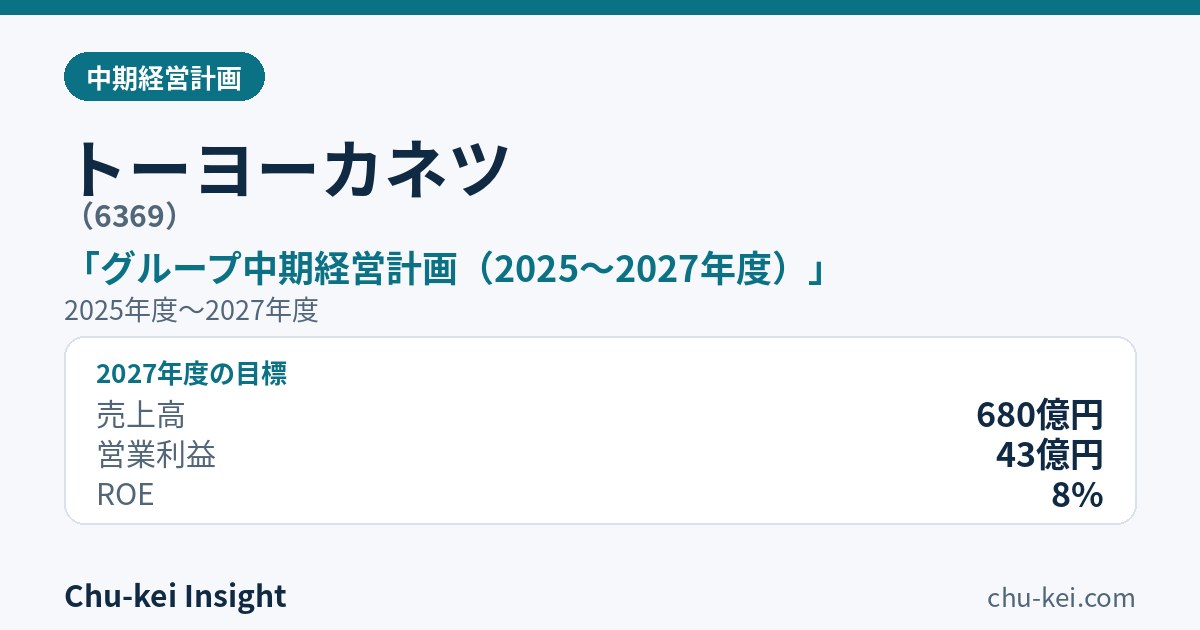 中期経営計画
トーヨーカネツ
（6369）
「グループ中期経営計画（2025～2027年度）」
2025年度～2027年度
2027年度の目標
売上高 680億円
営業利益 43億円
ROE 8%
Chu-kei Insight chu-kei.com